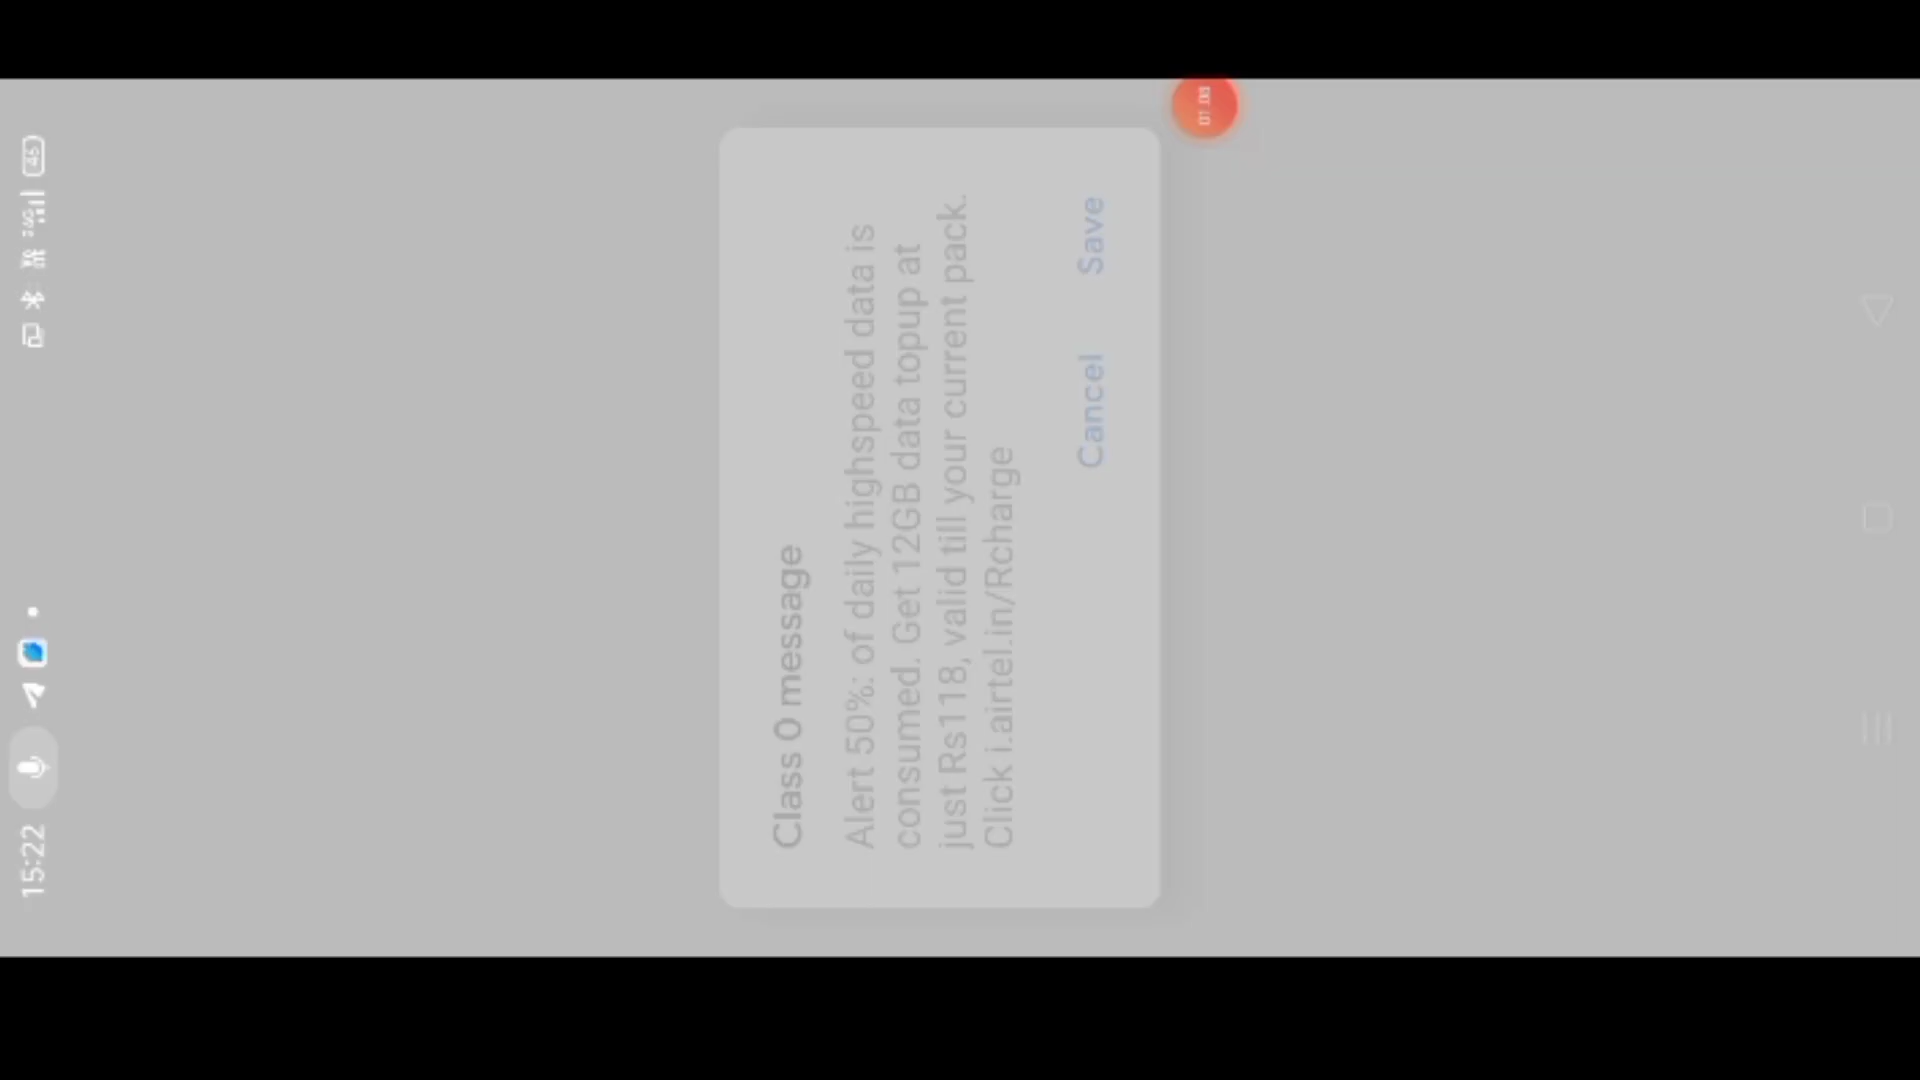 15:22
46
Class 0 message
Alert 50%: of daily highspeed data is
consumed. Get 12GB data topup at
just Rs118, valid till your current pack.
Click i.airtel.in/Rcharge
Cancel Save